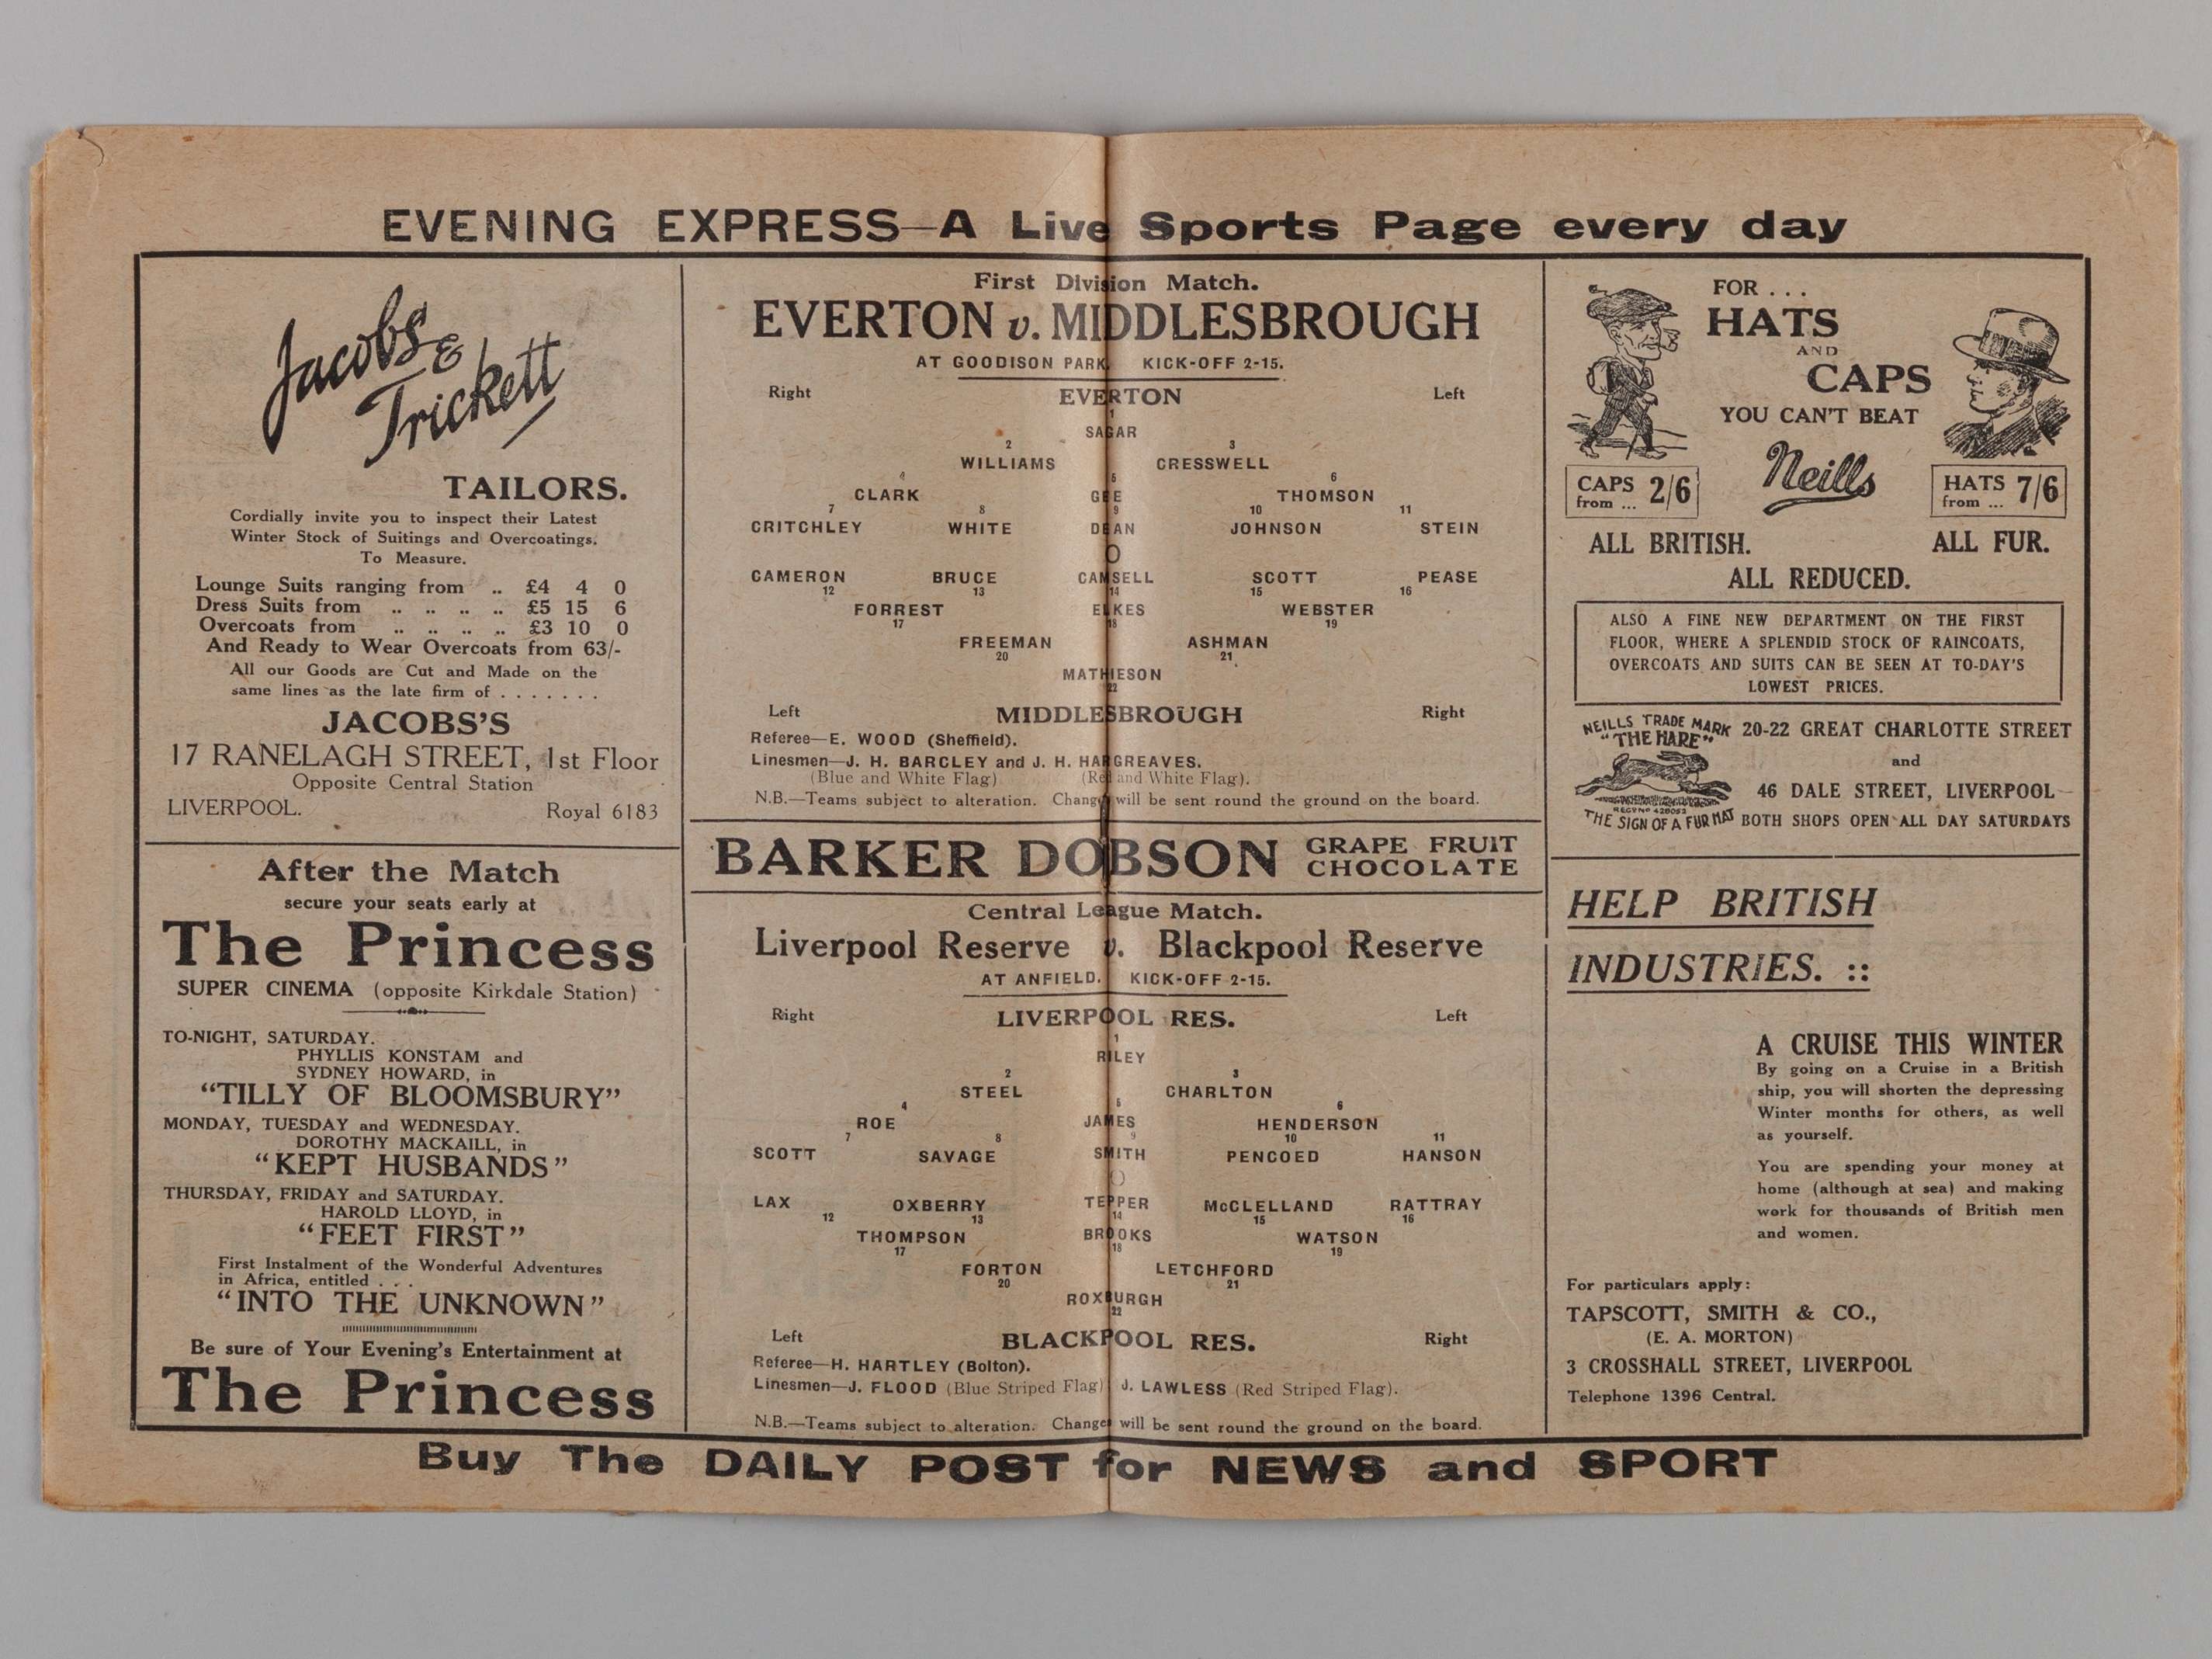 EVENING EXPRESS—A Live Sports Page every day
Jacobs &
Trickett
TAILORS.
Cordially invite you to inspect their Latest
Winter Stock of Suitings and Overcoatings.
To Measure.
Lounge Suits ranging from .. £4 4 0
Dress Suits from .. .. .. .. £5 15 6
Overcoats from .. .. .. .. £3 10 0
And Ready to Wear Overcoats from 63/-
All our Goods are Cut and Made on the
same lines as the late firm of . . . . . . .
JACOBS'S
17 RANELAGH STREET, 1st Floor
Opposite Central Station
LIVERPOOL. Royal 6183
After the Match
secure your seats early at
The Princess
SUPER CINEMA (opposite Kirkdale Station)
TO-NIGHT, SATURDAY.
PHYLLIS KONSTAM and
SYDNEY HOWARD, in
"TILLY OF BLOOMSBURY"
MONDAY, TUESDAY and WEDNESDAY.
DOROTHY MACKAILL, in
"KEPT HUSBANDS"
THURSDAY, FRIDAY and SATURDAY.
HAROLD LLOYD, in
"FEET FIRST"
First Instalment of the Wonderful Adventures
in Africa, entitled . . .
"INTO THE UNKNOWN"
Be sure of Your Evening's Entertainment at
The Princess
First Division Match.
EVERTON v. MIDDLESBROUGH
AT GOODISON PARK. KICK-OFF 2-15.
Right EVERTON Left
1
SAGAR
2 3
WILLIAMS CRESSWELL
4 5 6
CLARK GEE THOMSON
7 8 9 10 11
CRITCHLEY WHITE DEAN JOHNSON STEIN
O
CAMERON BRUCE CAMSELL SCOTT PEASE
12 13 14 15 16
FORREST ELKES WEBSTER
17 18 19
FREEMAN ASHMAN
20 21
MATHIESON
22
Left MIDDLESBROUGH Right
Referee—E. WOOD (Sheffield).
Linesmen—J. H. BARCLEY and J. H. HARGREAVES.
(Blue and White Flag) (Red and White Flag).
N.B.—Teams subject to alteration. Change will be sent round the ground on the board.
BARKER DOBSON GRAPE FRUIT
CHOCOLATE
Central League Match.
Liverpool Reserve v. Blackpool Reserve
AT ANFIELD. KICK-OFF 2-15.
Right LIVERPOOL RES. Left
1
RILEY
2 3
STEEL CHARLTON
4 5 6
ROE JAMES HENDERSON
7 8 9 10 11
SCOTT SAVAGE SMITH PENCOED HANSON
O
LAX OXBERRY TEPPER McCLELLAND RATTRAY
12 13 14 15 16
THOMPSON BROOKS WATSON
17 18 19
FORTON LETCHFORD
20 21
ROXBURGH
22
Left BLACKPOOL RES. Right
Referee—H. HARTLEY (Bolton).
Linesmen—J. FLOOD (Blue Striped Flag) J. LAWLESS (Red Striped Flag).
N.B.—Teams subject to alteration. Change will be sent round the ground on the board.
FOR . . .
HATS
AND
CAPS
YOU CAN'T BEAT
Neills
CAPS from ... 2/6
HATS from ... 7/6
ALL BRITISH. ALL FUR.
ALL REDUCED.
ALSO A FINE NEW DEPARTMENT ON THE FIRST
FLOOR, WHERE A SPLENDID STOCK OF RAINCOATS,
OVERCOATS AND SUITS CAN BE SEEN AT TO-DAY'S
LOWEST PRICES.
NEILLS TRADE MARK
"THE HARE"
THE SIGN OF A FUR HAT
20-22 GREAT CHARLOTTE STREET
and
46 DALE STREET, LIVERPOOL
BOTH SHOPS OPEN ALL DAY SATURDAYS
HELP BRITISH
INDUSTRIES. ::
A CRUISE THIS WINTER
By going on a Cruise in a British
ship, you will shorten the depressing
Winter months for others, as well
as yourself.
You are spending your money at
home (although at sea) and making
work for thousands of British men
and women.
For particulars apply:
TAPSCOTT, SMITH & CO.,
(E. A. MORTON)
3 CROSSHALL STREET, LIVERPOOL
Telephone 1396 Central.
Buy The DAILY POST for NEWS and SPORT